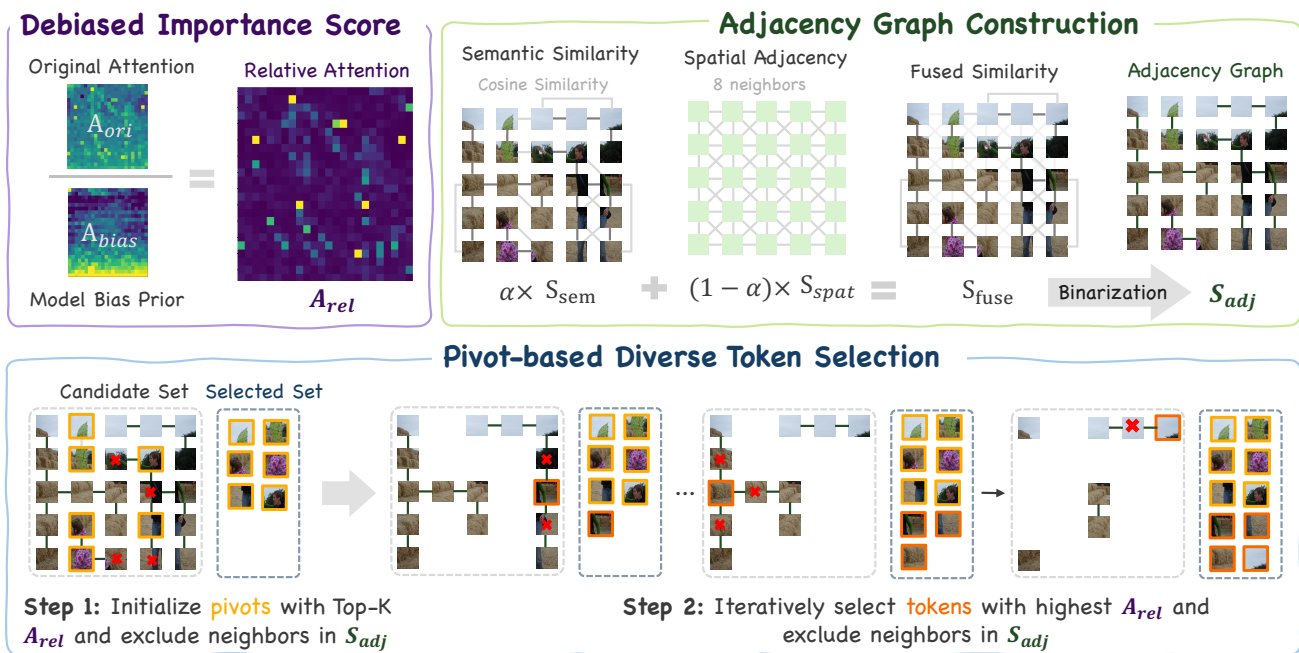 Debiased Importance Score
Original Attention
A_ori
A_bias
Model Bias Prior
=
Relative Attention
A_rel
Adjacency Graph Construction
Semantic Similarity
Cosine Similarity
Spatial Adjacency
8 neighbors
Fused Similarity
Adjacency Graph
α× S_sem + (1 − α)× S_spat = S_fuse Binarization S_adj
Pivot-based Diverse Token Selection
Candidate Set Selected Set
...
Step 1: Initialize pivots with Top-K
A_rel and exclude neighbors in S_adj
Step 2: Iteratively select tokens with highest A_rel and
exclude neighbors in S_adj